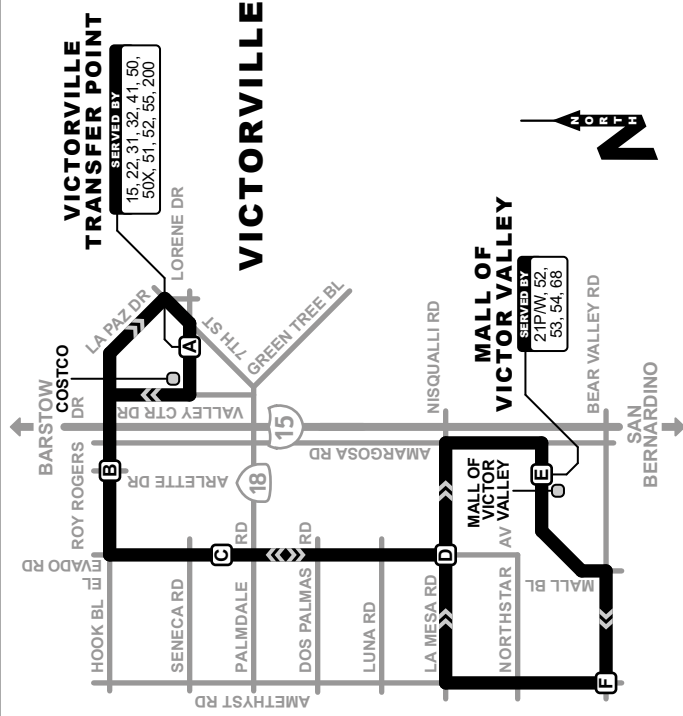 VICTORVILLE
TRANSFER POINT
SERVED BY
15, 22, 31, 32, 41, 50,
50X, 51, 52, 55, 200
VICTORVILLE
NORTH
N
LORENE DR
LA PAZ DR
7TH ST
GREEN TREE BL
COSTCO
A
VALLEY CTR DR
BARSTOW
15
ROY ROGERS DR
B
ARLETTE DR
18
AMARGOSA RD
NISQUALLI RD
MALL OF
VICTOR VALLEY
SERVED BY
21P/W, 52,
53, 54, 68
BEAR VALLEY RD
SAN
BERNARDINO
MALL OF
VICTOR
VALLEY
E
EL
EVADO RD
C
D
HOOK BL
SENECA RD
PALMDALE RD
DOS PALMAS RD
LUNA RD
LA MESA RD
NORTHSTAR AV
MALL BL
AMETHYST RD
F